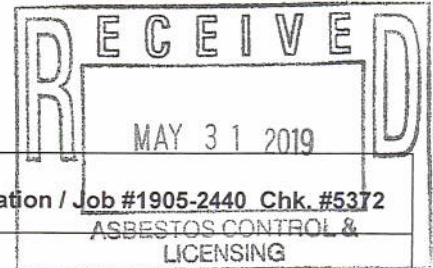 RECEIVED
MAY 31 2019
ation / Job #1905-2440 Chk. #5372
ASBESTOS CONTROL &
LICENSING